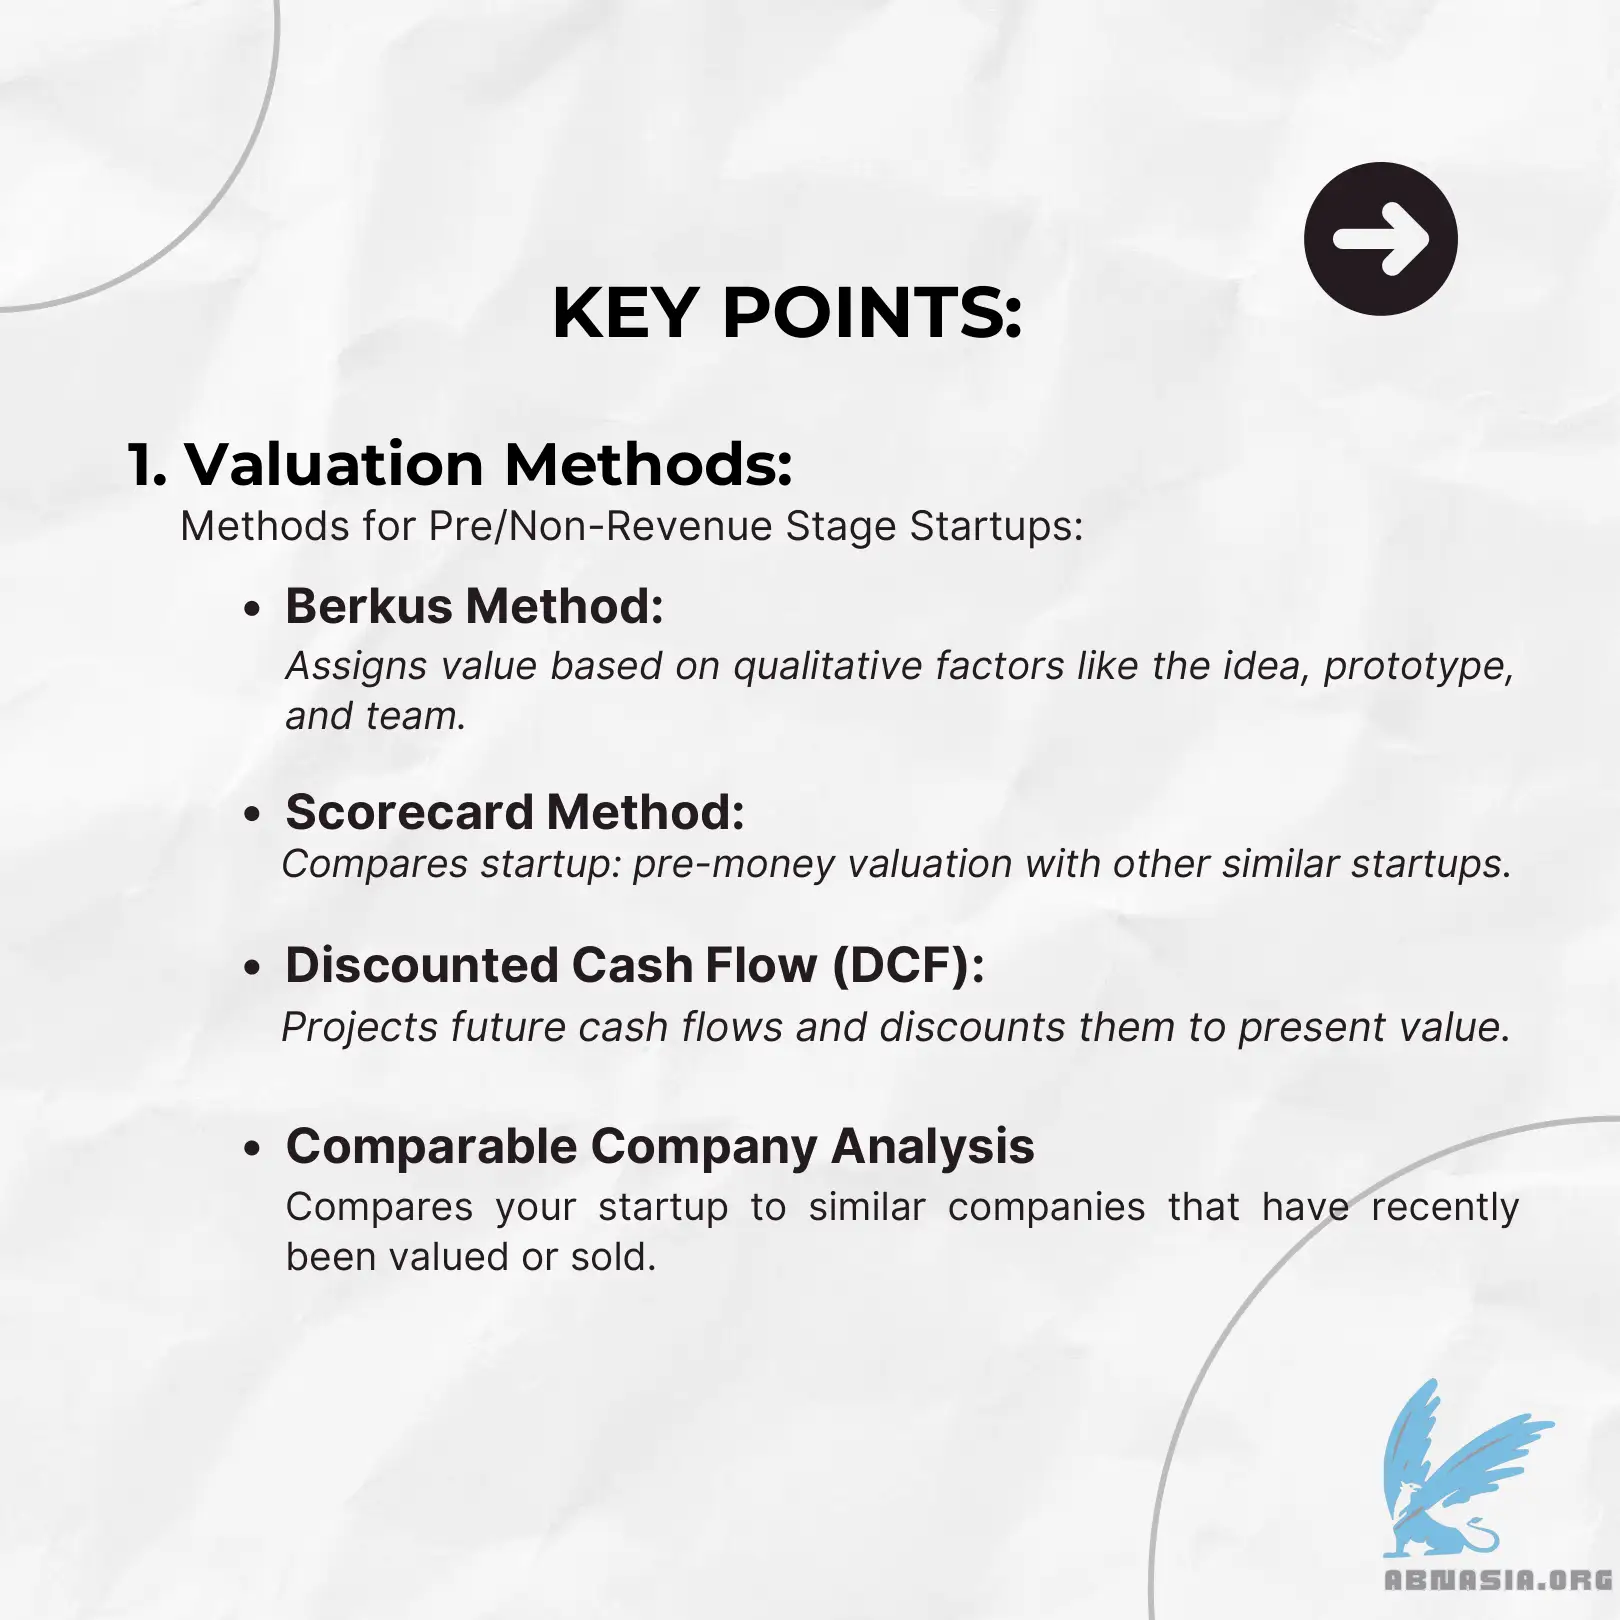 KEY POINTS:
1. Valuation Methods:
Methods for Pre/Non-Revenue Stage Startups:
• Berkus Method:
Assigns value based on qualitative factors like the idea, prototype,
and team.
• Scorecard Method:
Compares startup: pre-money valuation with other similar startups.
• Discounted Cash Flow (DCF):
Projects future cash flows and discounts them to present value.
• Comparable Company Analysis
Compares your startup to similar companies that have recently
been valued or sold.
ABNASIA.ORG